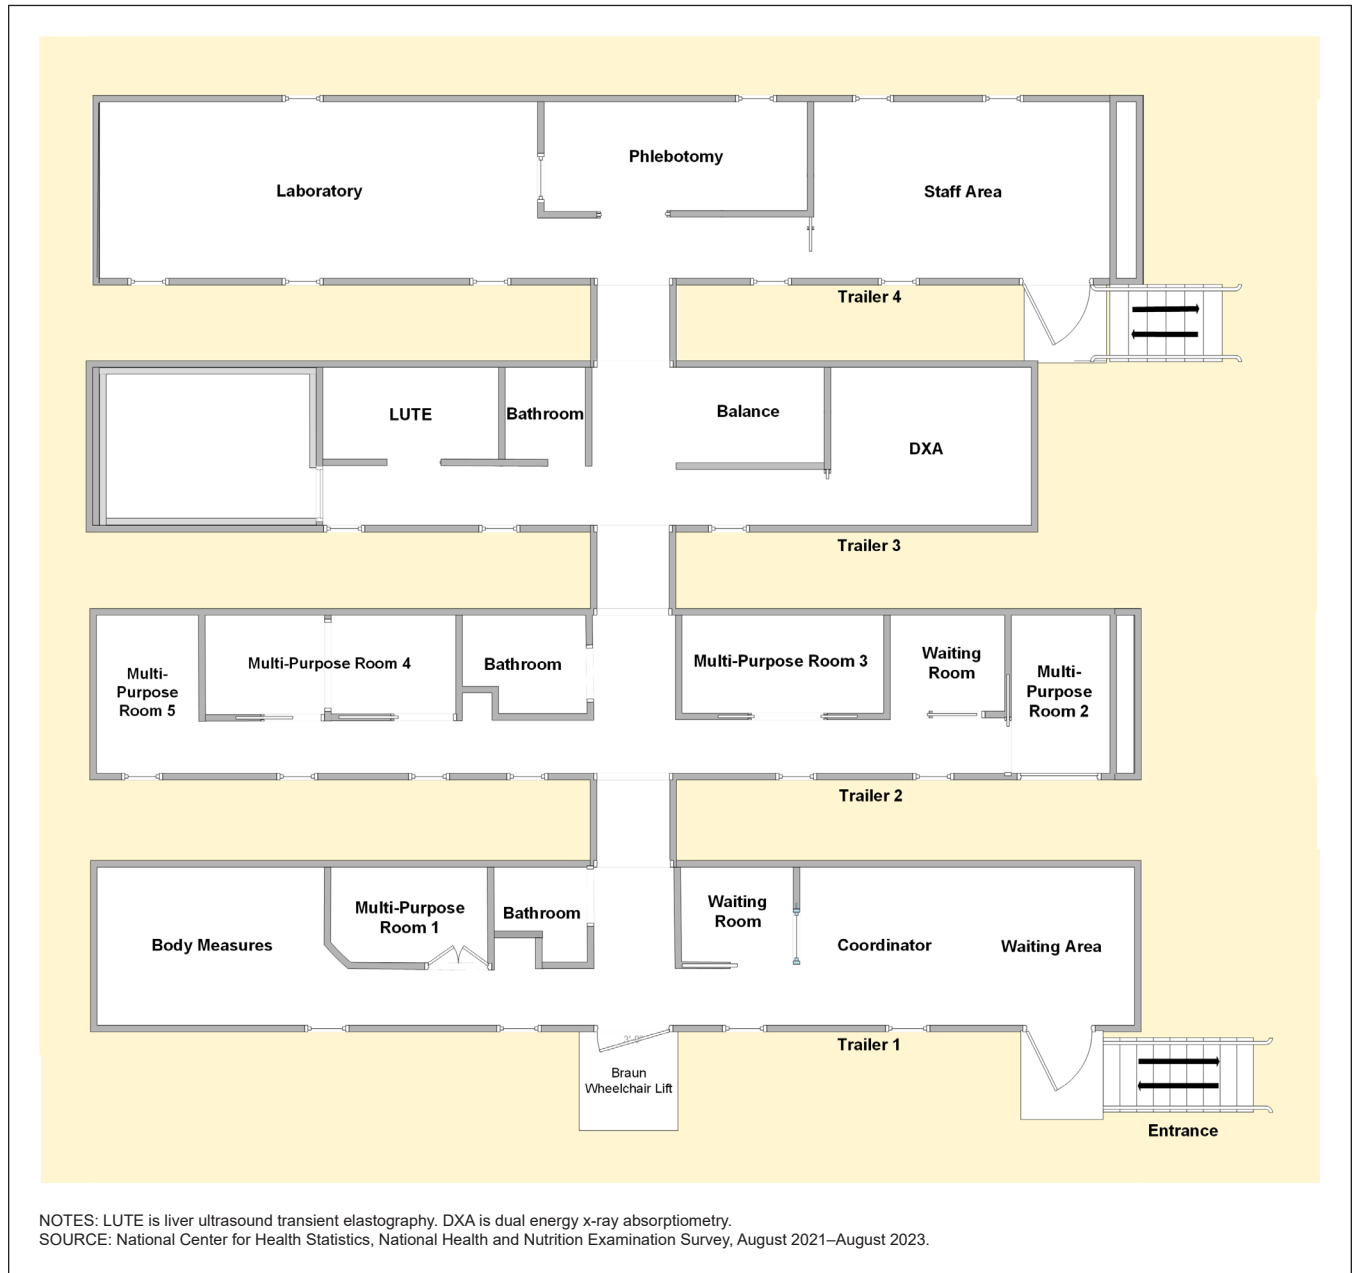 Laboratory
Phlebotomy
Staff Area
Trailer 4
LUTE
Bathroom
Balance
DXA
Trailer 3
Multi-
Purpose
Room 5
Multi-Purpose Room 4
Bathroom
Multi-Purpose Room 3
Waiting
Room
Multi-
Purpose
Room 2
Trailer 2
Body Measures
Multi-Purpose
Room 1
Bathroom
Waiting
Room
Coordinator
Waiting Area
Trailer 1
Braun
Wheelchair Lift
Entrance
NOTES: LUTE is liver ultrasound transient elastography. DXA is dual energy x-ray absorptiometry.
SOURCE: National Center for Health Statistics, National Health and Nutrition Examination Survey, August 2021–August 2023.